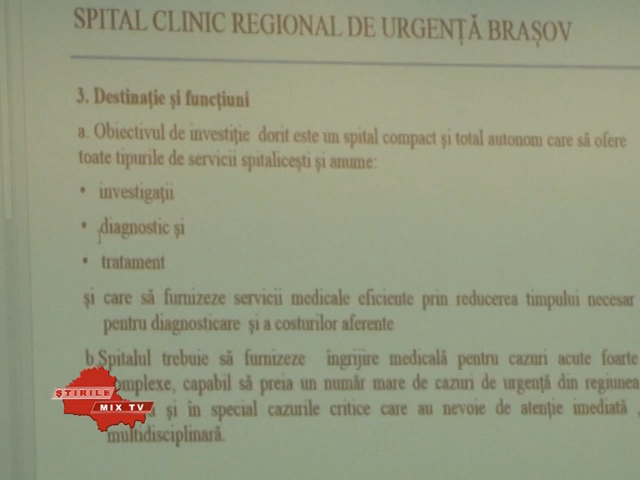 SPITAL CLINIC REGIONAL DE URGENȚĂ BRAȘOV
3. Destinație și funcțiuni
a. Obiectivul de investiție dorit este un spital compact și total autonom care să ofere
toate tipurile de servicii spitalicești și anume:
• investigații
• diagnostic și
• tratament
și care să furnizeze servicii medicale eficiente prin reducerea timpului necesar
pentru diagnosticare și a costurilor aferente
b.Spitalul trebuie să furnizeze îngrijire medicală pentru cazuri acute foarte
complexe, capabil să preia un număr mare de cazuri de urgență din regiunea
și în special cazurile critice care au nevoie de atenție imediată ,
multidisciplinară.
ȘTIRILE
MIX TV